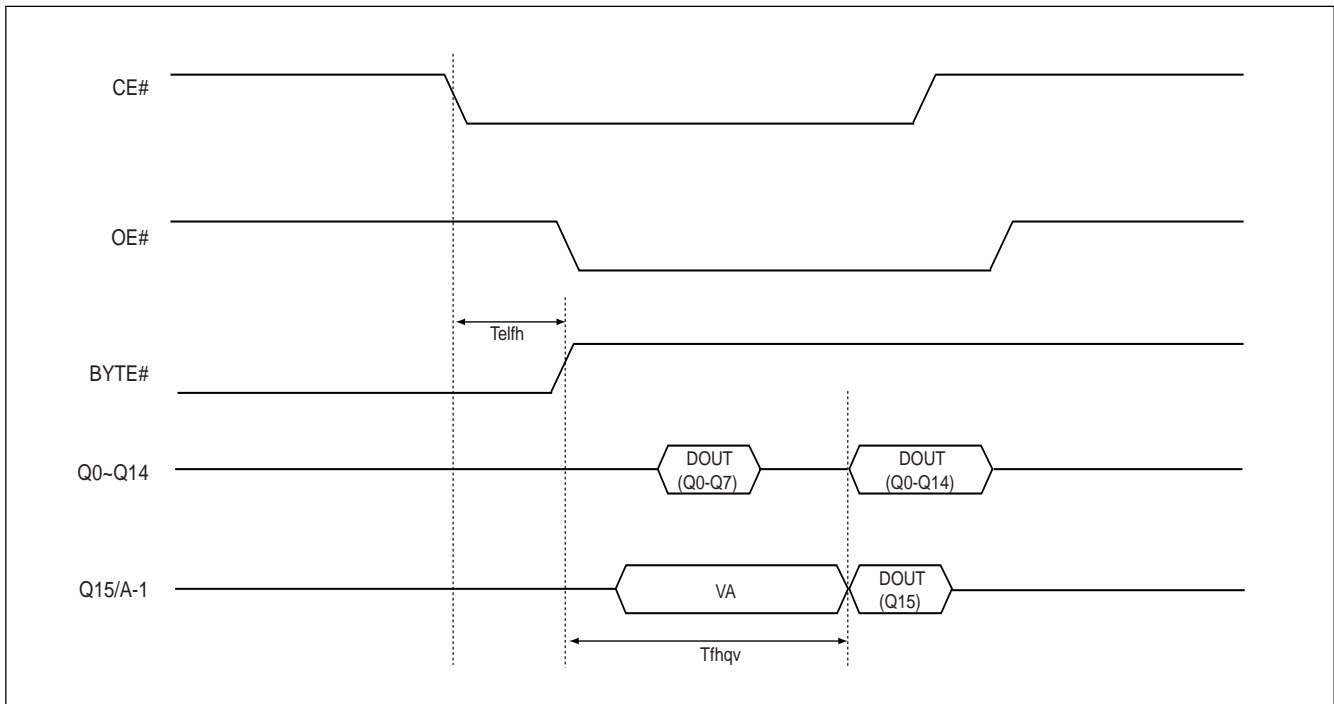 CE#
OE#
Telfh
BYTE#
Q0~Q14
DOUT
(Q0-Q7)
DOUT
(Q0-Q14)
Q15/A-1
VA
DOUT
(Q15)
Tfhqv